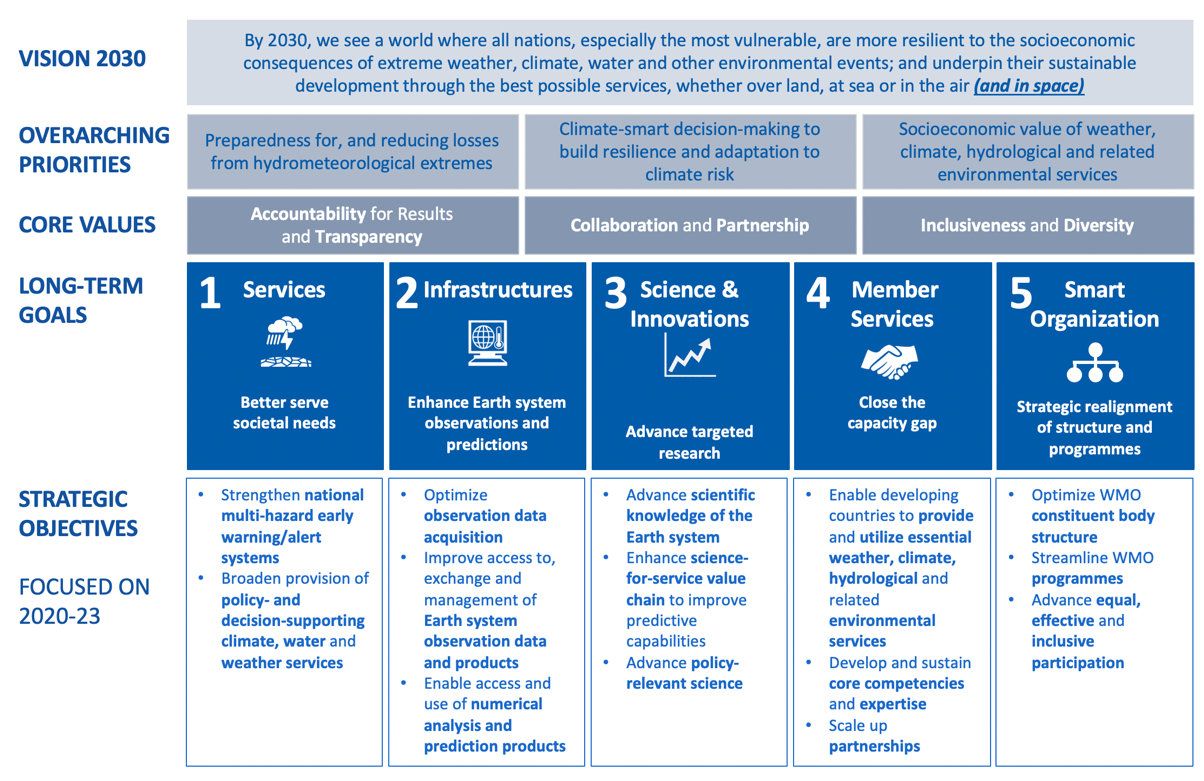 VISION 2030
By 2030, we see a world where all nations, especially the most vulnerable, are more resilient to the socioeconomic
consequences of extreme weather, climate, water and other environmental events; and underpin their sustainable
development through the best possible services, whether over land, at sea or in the air (and in space)
OVERARCHING
PRIORITIES
Preparedness for, and reducing losses
from hydrometeorological extremes
Climate-smart decision-making to
build resilience and adaptation to
climate risk
Socioeconomic value of weather,
climate, hydrological and related
environmental services
CORE VALUES
Accountability for Results
and Transparency
Collaboration and Partnership
Inclusiveness and Diversity
LONG-TERM
GOALS
1 Services
Better serve
societal needs
2 Infrastructures
Enhance Earth system
observations and
predictions
3 Science &
Innovations
Advance targeted
research
4 Member
Services
Close the
capacity gap
5 Smart
Organization
Strategic realignment
of structure and
programmes
STRATEGIC
OBJECTIVES
FOCUSED ON
2020-23
• Strengthen national
multi-hazard early
warning/alert
systems
• Broaden provision of
policy- and
decision-supporting
climate, water and
weather services
• Optimize
observation data
acquisition
• Improve access to,
exchange and
management of
Earth system
observation data
and products
• Enable access and
use of numerical
analysis and
prediction products
• Advance scientific
knowledge of the
Earth system
• Enhance science-
for-service value
chain to improve
predictive
capabilities
• Advance policy-
relevant science
• Enable developing
countries to provide
and utilize essential
weather, climate,
hydrological and
related
environmental
services
• Develop and sustain
core competencies
and expertise
• Scale up
partnerships
• Optimize WMO
constituent body
structure
• Streamline WMO
programmes
• Advance equal,
effective and
inclusive
participation